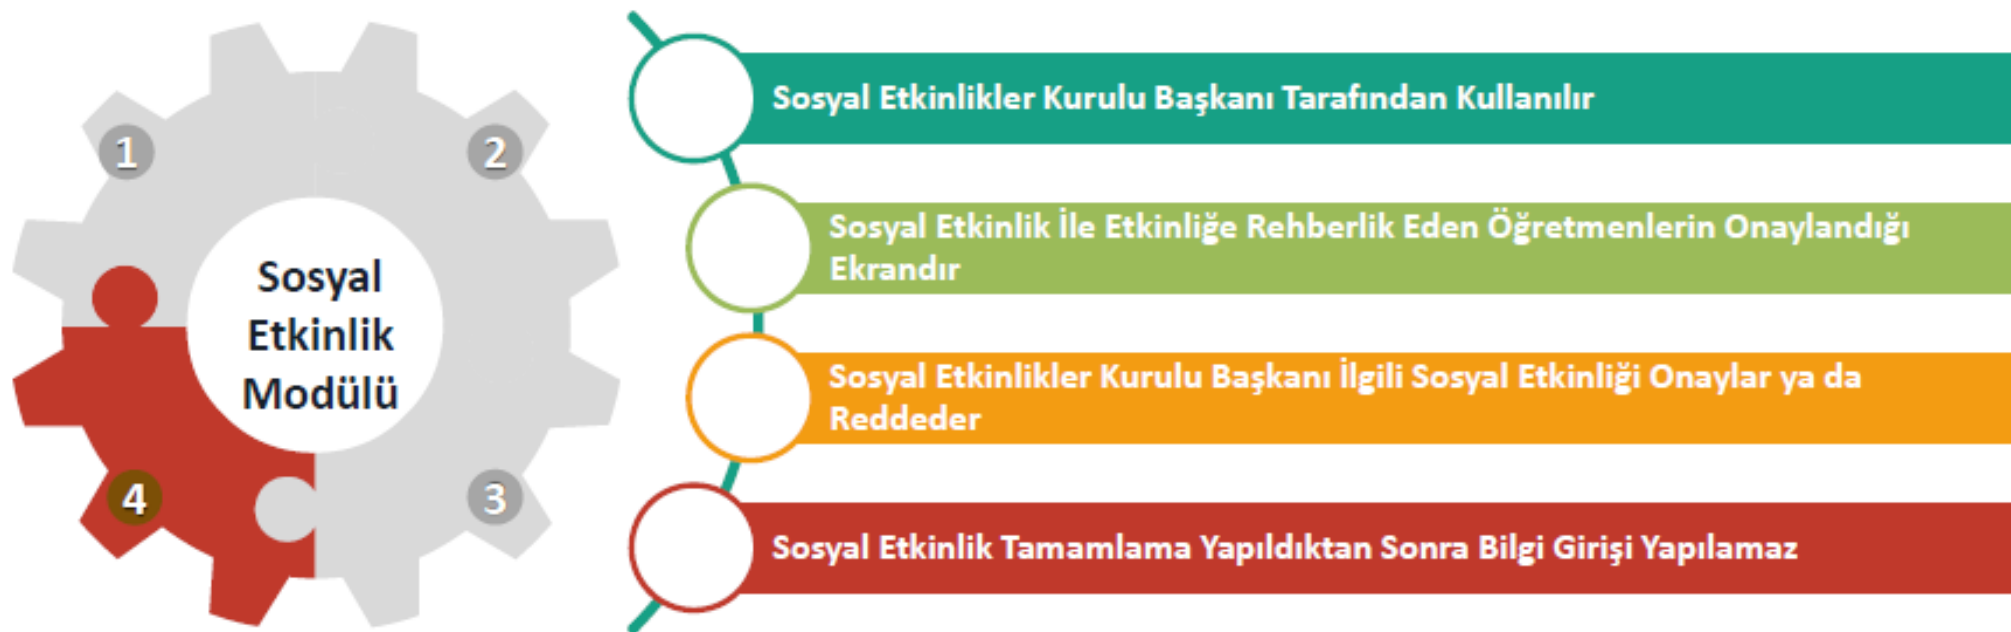 1
2
Sosyal
Etkinlik
Modülü
4
3
Sosyal Etkinlikler Kurulu Başkanı Tarafından Kullanılır
Sosyal Etkinlik İle Etkinliğe Rehberlik Eden Öğretmenlerin Onaylandığı
Ekrandır
Sosyal Etkinlikler Kurulu Başkanı İlgili Sosyal Etkinliği Onaylar ya da
Reddeder
Sosyal Etkinlik Tamamlama Yapıldıktan Sonra Bilgi Girişi Yapılamaz